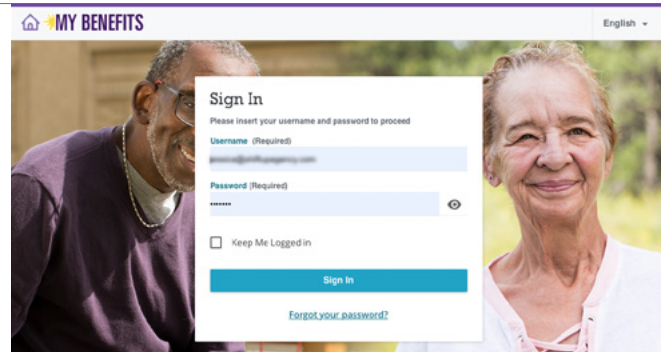 MY BENEFITS
English
Sign In
Please insert your username and password to proceed
Username (Required)
Password (Required)
Keep Me Logged in
Sign In
Forgot your password?